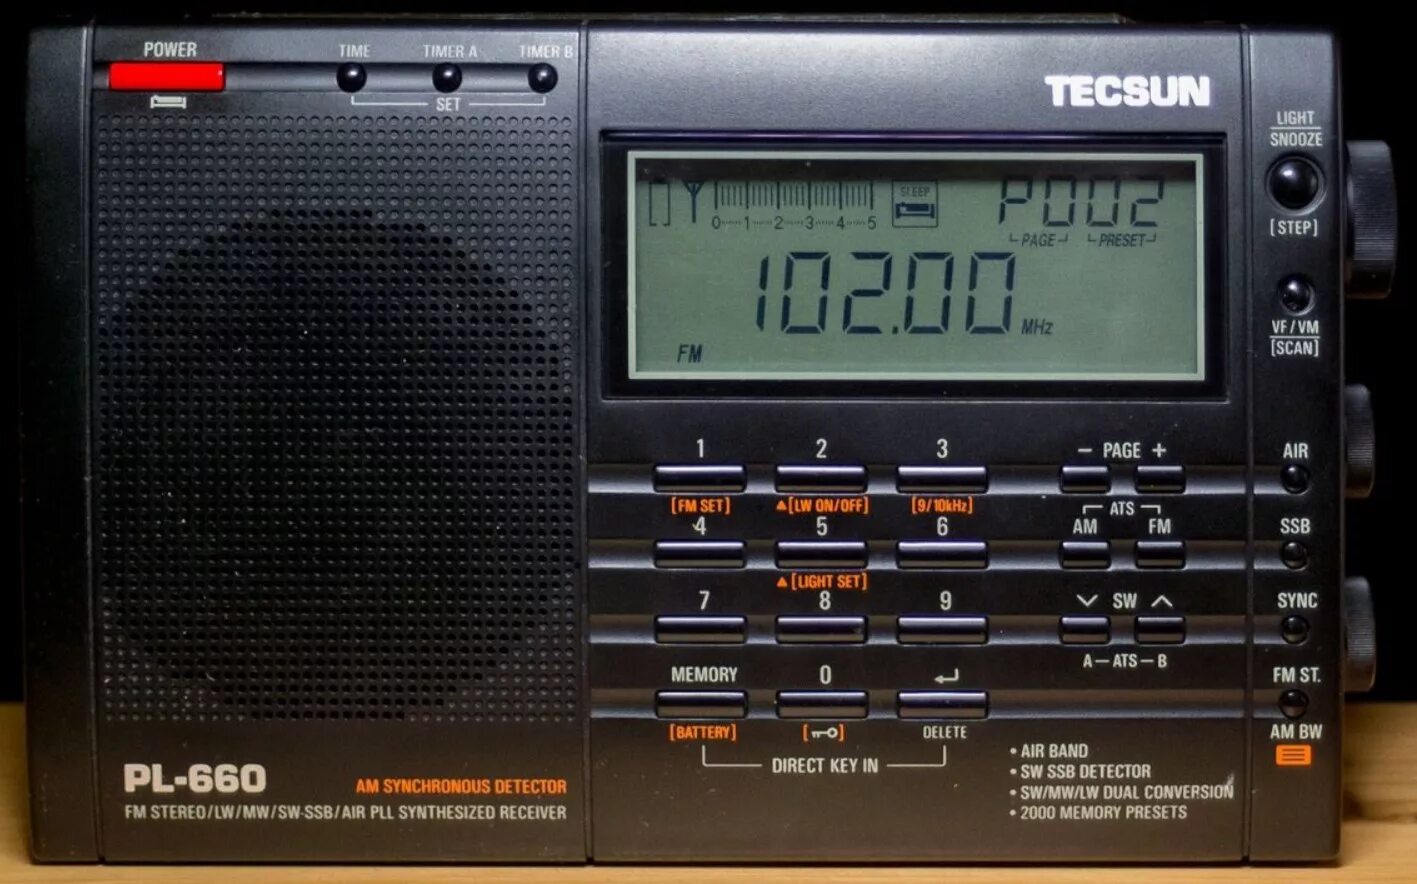 POWER TIME TIMER A TIMER B
SET
TECSUN
LIGHT
SNOOZE
[STEP]
SLEEP
P002
0 1 2 3 4 5
PAGE PRESET
102.00 MHz
FM
VF/VM
[SCAN]
1 2 3 - PAGE + AIR
[FM SET] ▲[LW ON/OFF] [9/10kHz] ATS
4 5 6 AM FM SSB
▲[LIGHT SET]
7 8 9 SW SYNC
A-ATS-B
MEMORY 0 ↵ FM ST.
[BATTERY] DELETE AM BW
DIRECT KEY IN
• AIR BAND
• SW SSB DETECTOR
• SW/MW/LW DUAL CONVERSION
• 2000 MEMORY PRESETS
PL-660 AM SYNCHRONOUS DETECTOR
FM STEREO/LW/MW/SW-SSB/AIR PLL SYNTHESIZED RECEIVER